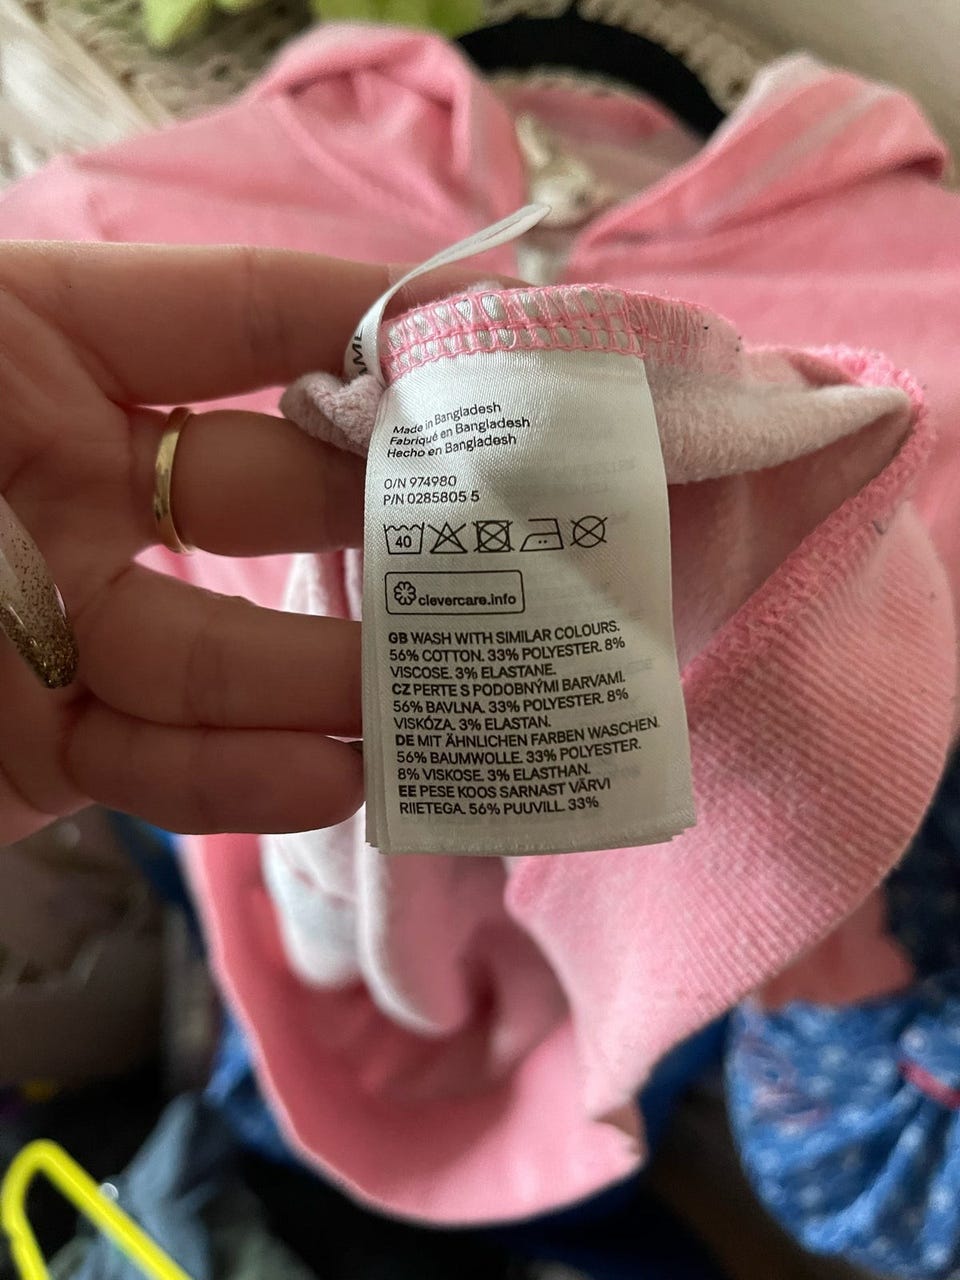 Made in Bangladesh
Fabriqué en Bangladesh
Hecho en Bangladesh
O/N 974980
P/N 0285805 5
40
clevercare.info
GB WASH WITH SIMILAR COLOURS.
56% COTTON. 33% POLYESTER. 8%
VISCOSE. 3% ELASTANE.
CZ PERTE S PODOBNÝMI BARVAMI.
56% BAVLNA. 33% POLYESTER. 8%
VISKÓZA. 3% ELASTAN.
DE MIT ÄHNLICHEN FARBEN WASCHEN.
56% BAUMWOLLE. 33% POLYESTER.
8% VISKOSE. 3% ELASTHAN.
EE PESE KOOS SARNAST VÄRVI
RIIETEGA. 56% PUUVILL. 33%